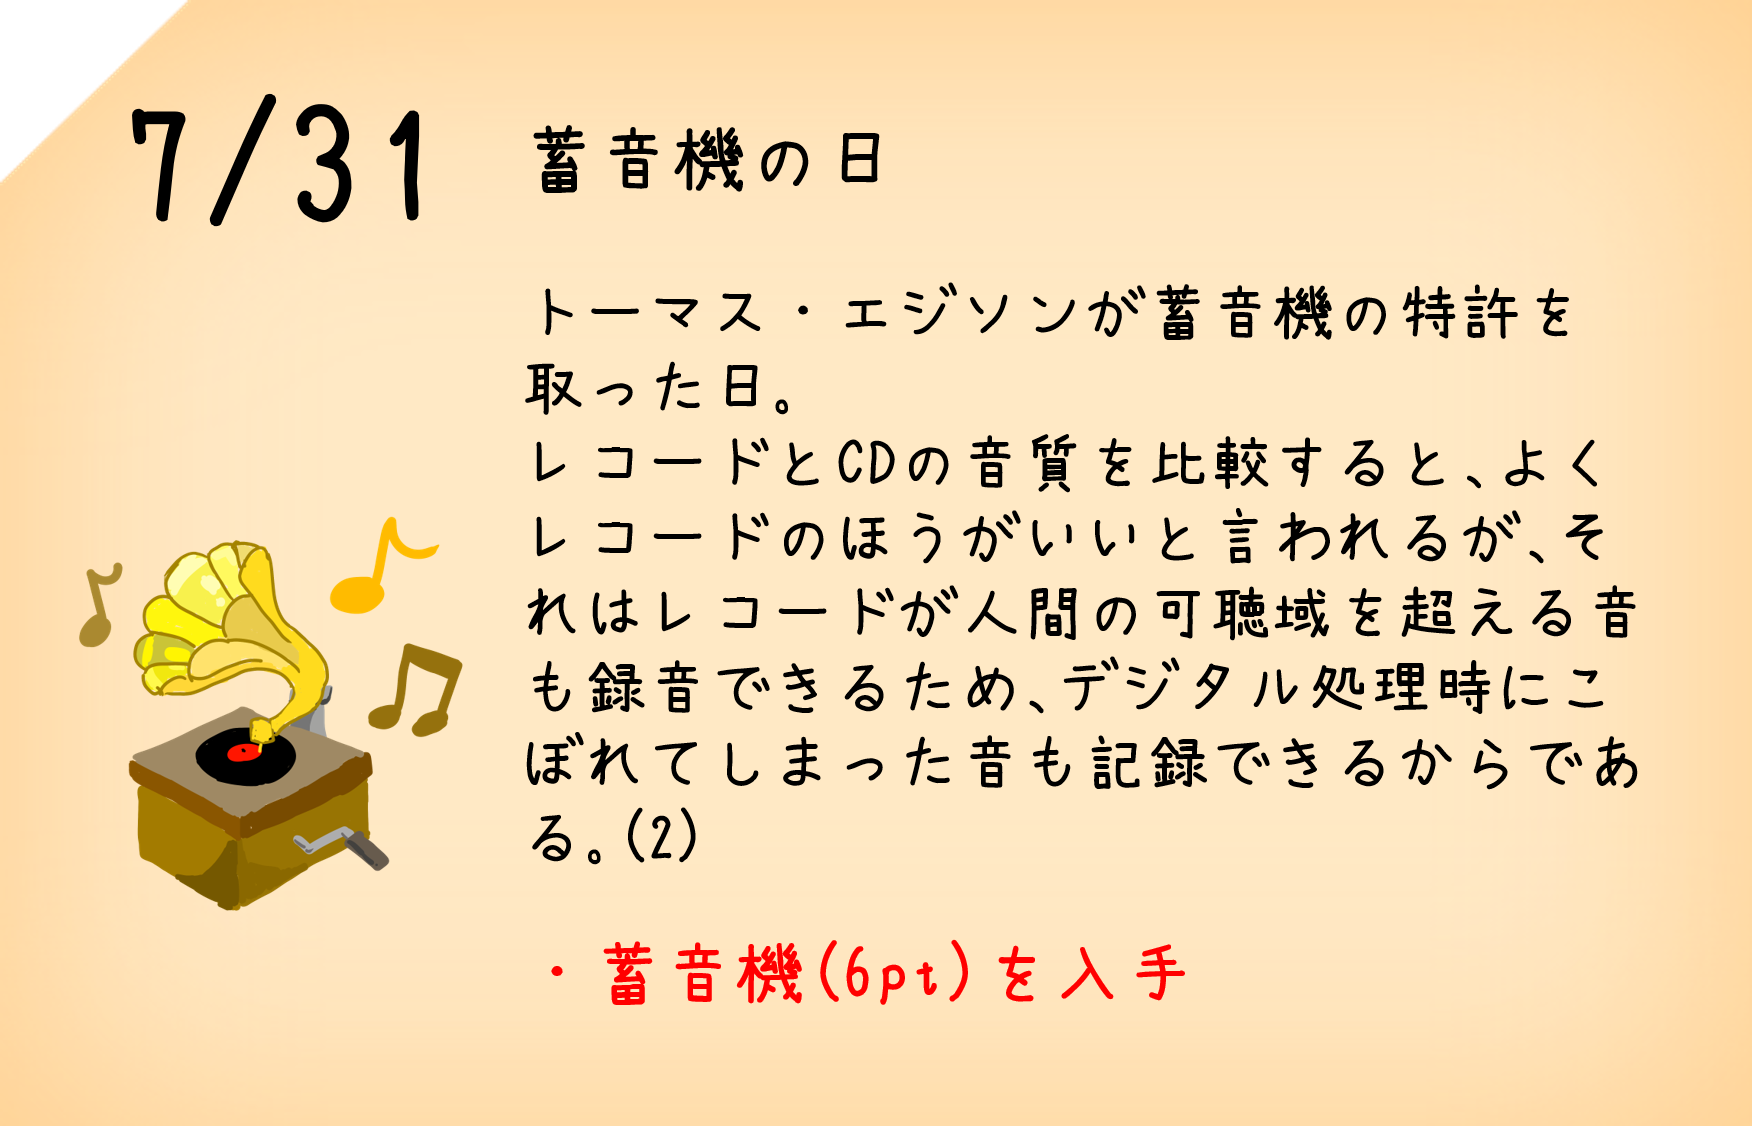 7/31 蓄音機の日
トーマス・エジソンが蓄音機の特許を
取った日。
レコードとCDの音質を比較すると、よく
レコードのほうがいいと言われるが、そ
れはレコードが人間の可聴域を超える音
も録音できるため、デジタル処理時にこ
ぼれてしまった音も記録できるからであ
る。(2)
・蓄音機(6pt)を入手